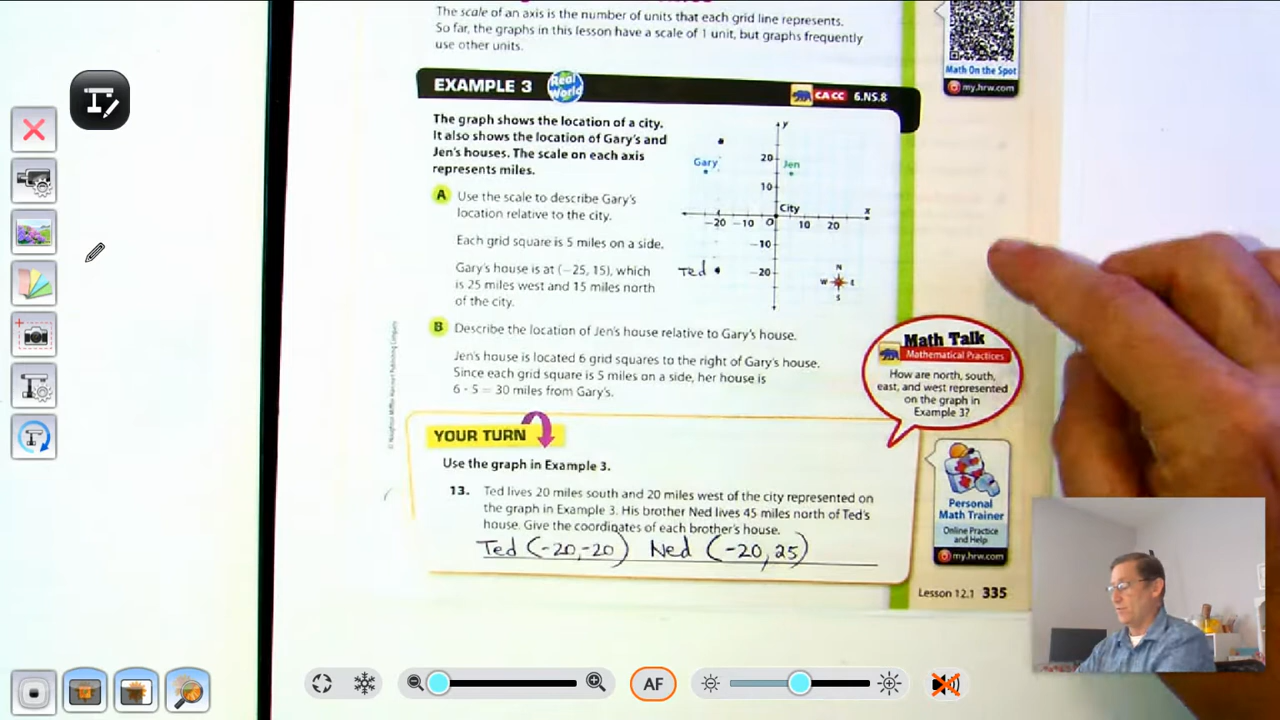 The scale of an axis is the number of units that each grid line represents.
So far, the graphs in this lesson have a scale of 1 unit, but graphs frequently
use other units.
Math On the Spot
my.hrw.com
EXAMPLE 3
Real World
CA CC 6.NS.8
The graph shows the location of a city.
It also shows the location of Gary's and
Jen's houses. The scale on each axis
represents miles.
A Use the scale to describe Gary's
location relative to the city.
Each grid square is 5 miles on a side.
Gary's house is at (−25, 15), which
is 25 miles west and 15 miles north
of the city.
y
Gary
20
Jen
10
City
x
−20 −10 O 10 20
−10
Ted
−20
N
W E
S
B Describe the location of Jen's house relative to Gary's house.
Jen's house is located 6 grid squares to the right of Gary's house.
Since each grid square is 5 miles on a side, her house is
6 · 5 = 30 miles from Gary's.
Math Talk
Mathematical Practices
How are north, south,
east, and west represented
on the graph in
Example 3?
© Houghton Mifflin Harcourt Publishing Company
YOUR TURN
Use the graph in Example 3.
13. Ted lives 20 miles south and 20 miles west of the city represented on
the graph in Example 3. His brother Ned lives 45 miles north of Ted's
house. Give the coordinates of each brother's house.
Ted (-20,-20) Ned (-20,25)
Personal
Math Trainer
Online Practice
and Help
my.hrw.com
Lesson 12.1 335
AF